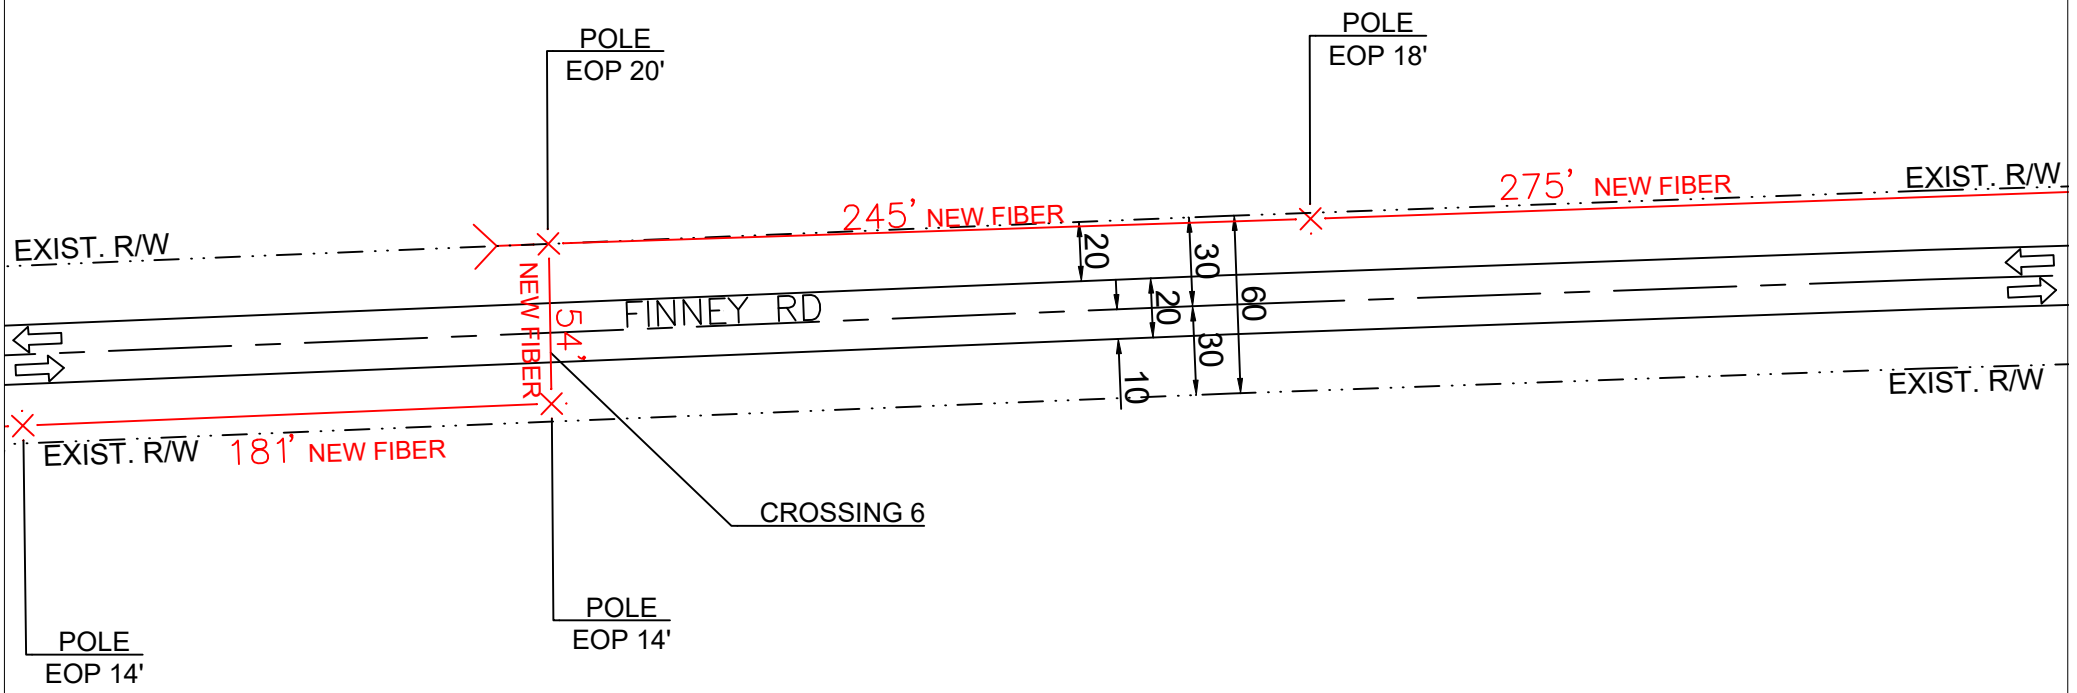 POLE
EOP 20'
POLE
EOP 18'
275' NEW FIBER
EXIST. R/W
245' NEW FIBER
EXIST. R/W
NEW FIBER
54'
FINNEY RD
20
30
60
20
30
10
EXIST. R/W
EXIST. R/W
181' NEW FIBER
CROSSING 6
POLE
EOP 14'
POLE
EOP 14'